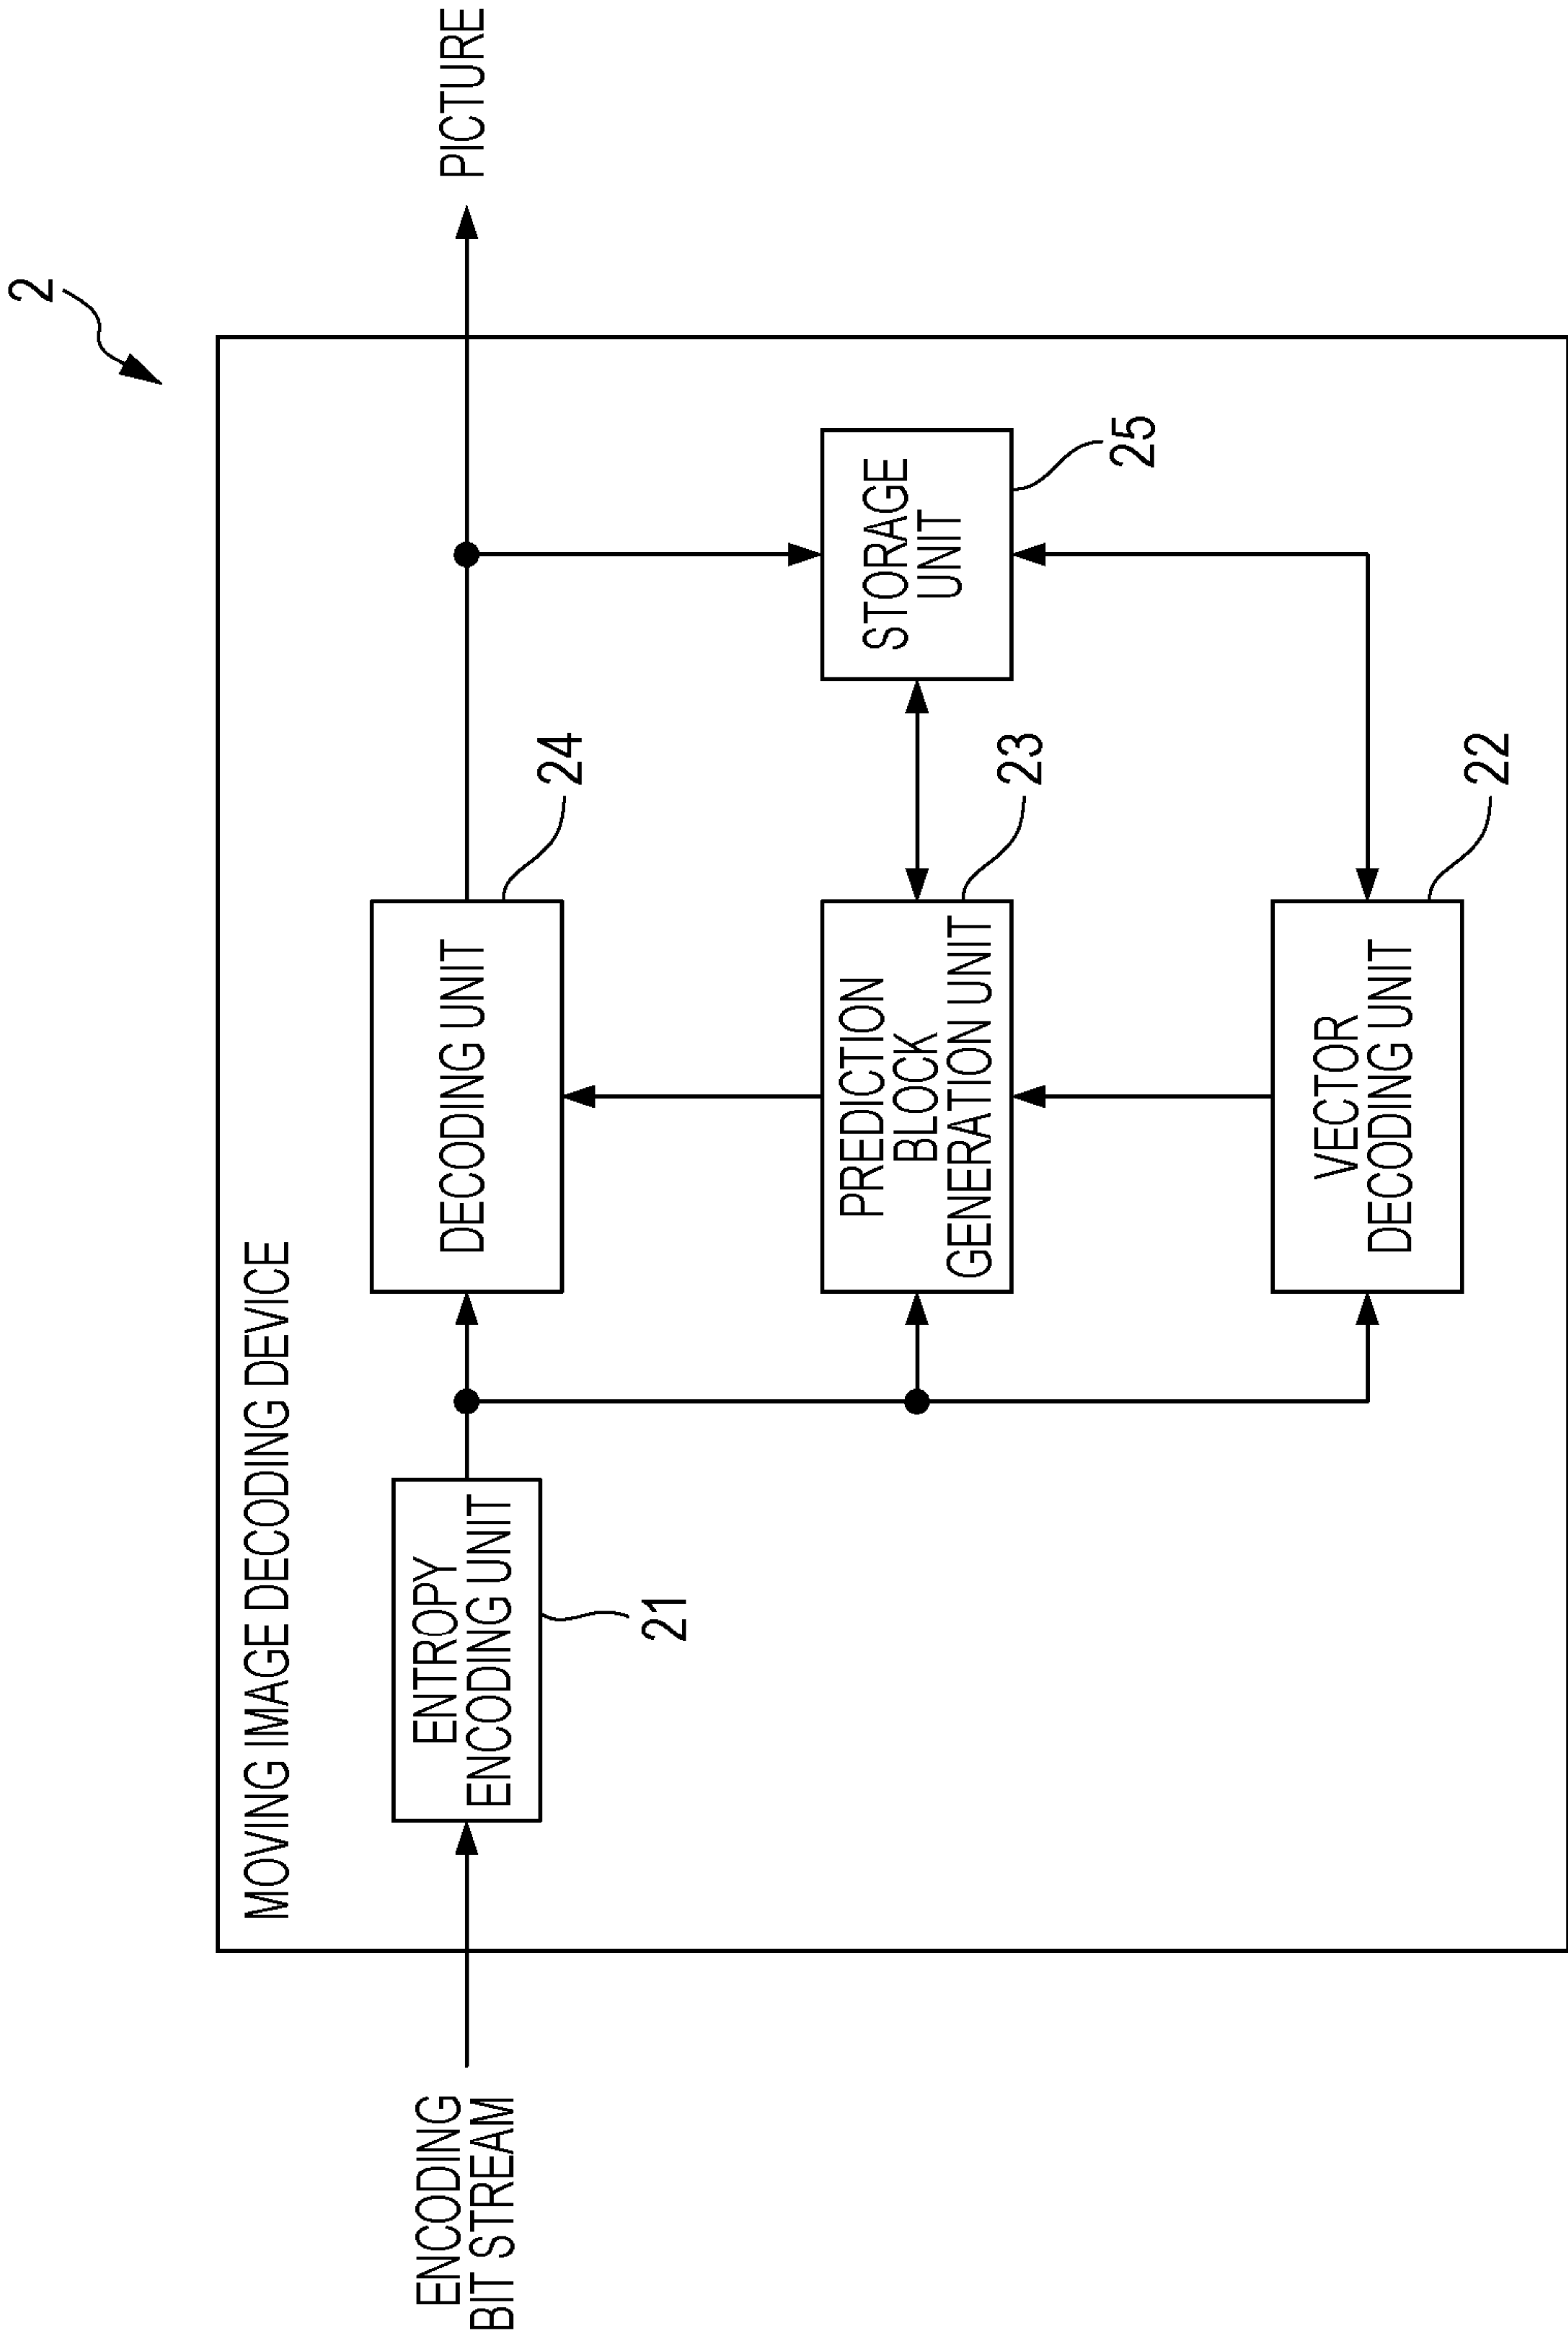 2
MOVING IMAGE DECODING DEVICE
ENCODING
BIT STREAM
ENTROPY
ENCODING UNIT
21
DECODING UNIT
24
PICTURE
PREDICTION
BLOCK
GENERATION UNIT
23
STORAGE
UNIT
25
VECTOR
DECODING UNIT
22